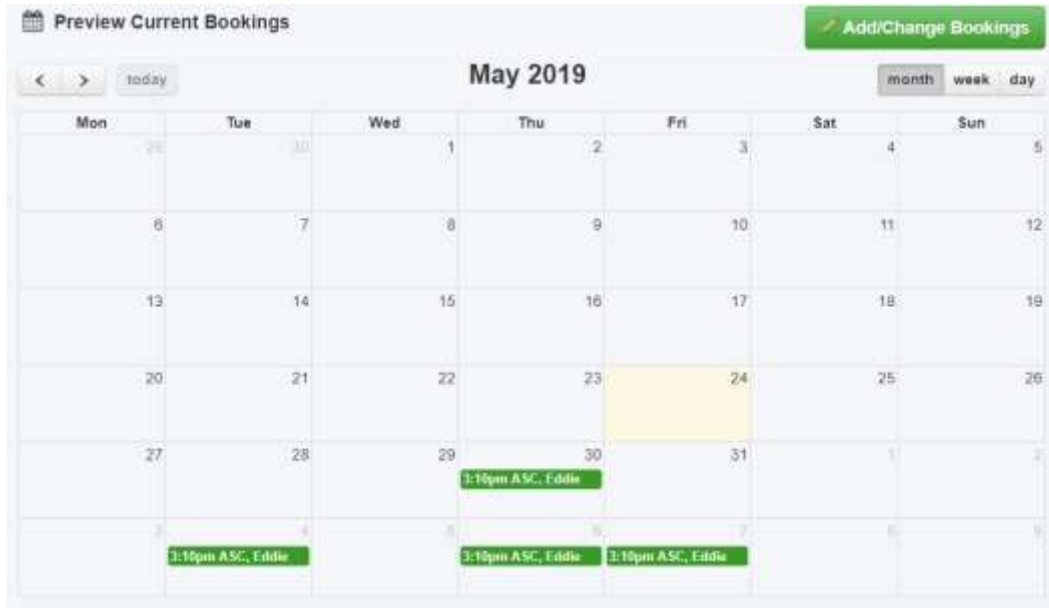 Preview Current Bookings
Add/Change Bookings
< > today
May 2019
month week day
Mon Tue Wed Thu Fri Sat Sun
29 30 1 2 3 4 5
6 7 8 9 10 11 12
13 14 15 16 17 18 19
20 21 22 23 24 25 26
27 28 29 30 31 1 2
3:10pm ASC, Eddie
3 4 5 6 7 8 9
3:10pm ASC, Eddie 3:10pm ASC, Eddie 3:10pm ASC, Eddie